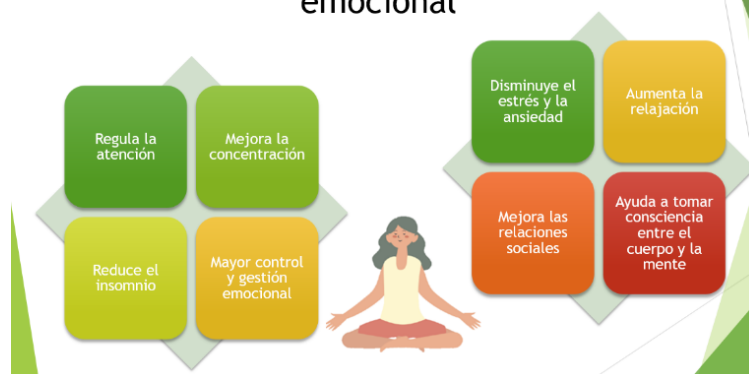 emocional
Regula la
atención
Mejora la
concentración
Reduce el
insomnio
Mayor control
y gestión
emocional
Disminuye el
estrés y la
ansiedad
Aumenta la
relajación
Mejora las
relaciones
sociales
Ayuda a tomar
consciencia
entre el
cuerpo y la
mente